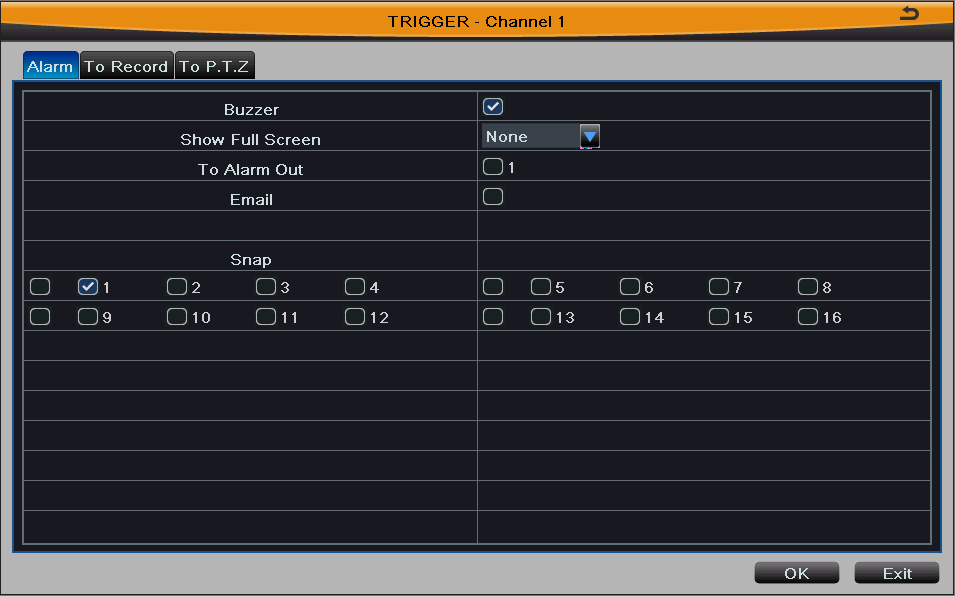 TRIGGER - Channel 1
Alarm To Record To P.T.Z
Buzzer
Show Full Screen None
To Alarm Out 1
Email
Snap
1 2 3 4 5 6 7 8
9 10 11 12 13 14 15 16
OK Exit